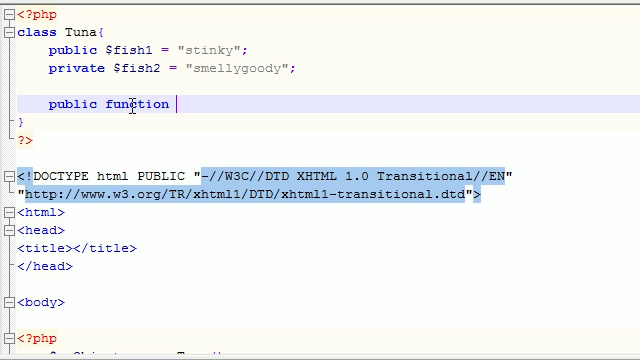 <?php
class Tuna{
public $fish1 = "stinky";
private $fish2 = "smellygoody";
public function
}
?>
<!DOCTYPE html PUBLIC "-//W3C//DTD XHTML 1.0 Transitional//EN"
"http://www.w3.org/TR/xhtml1/DTD/xhtml1-transitional.dtd">
<html>
<head>
<title></title>
</head>
<body>
<?php